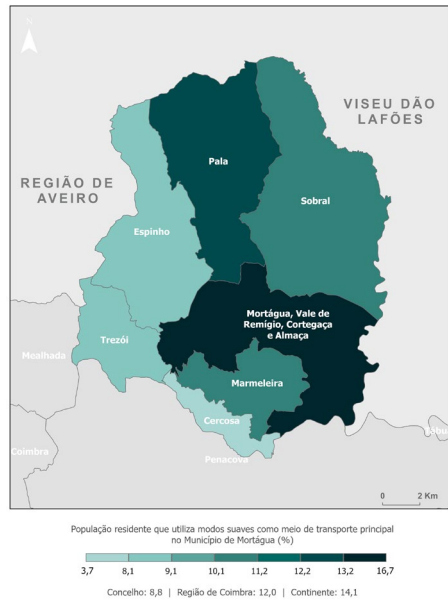 N
VISEU DÃO
LAFÕES
Pala
REGIÃO DE
AVEIRO
Sobral
Espinho
Mortágua, Vale de
Remígio, Cortegaça
e Almaça
Trezói
Mealhada
Marmeleira
Cercosa
Coimbra
Penacova
0 2 Km
População residente que utiliza modos suaves como meio de transporte principal
no Município de Mortágua (%)
3,7 8,1 9,1 10,1 11,2 12,2 13,2 16,7
Concelho: 8,8 | Região de Coimbra: 12,0 | Continente: 14,1